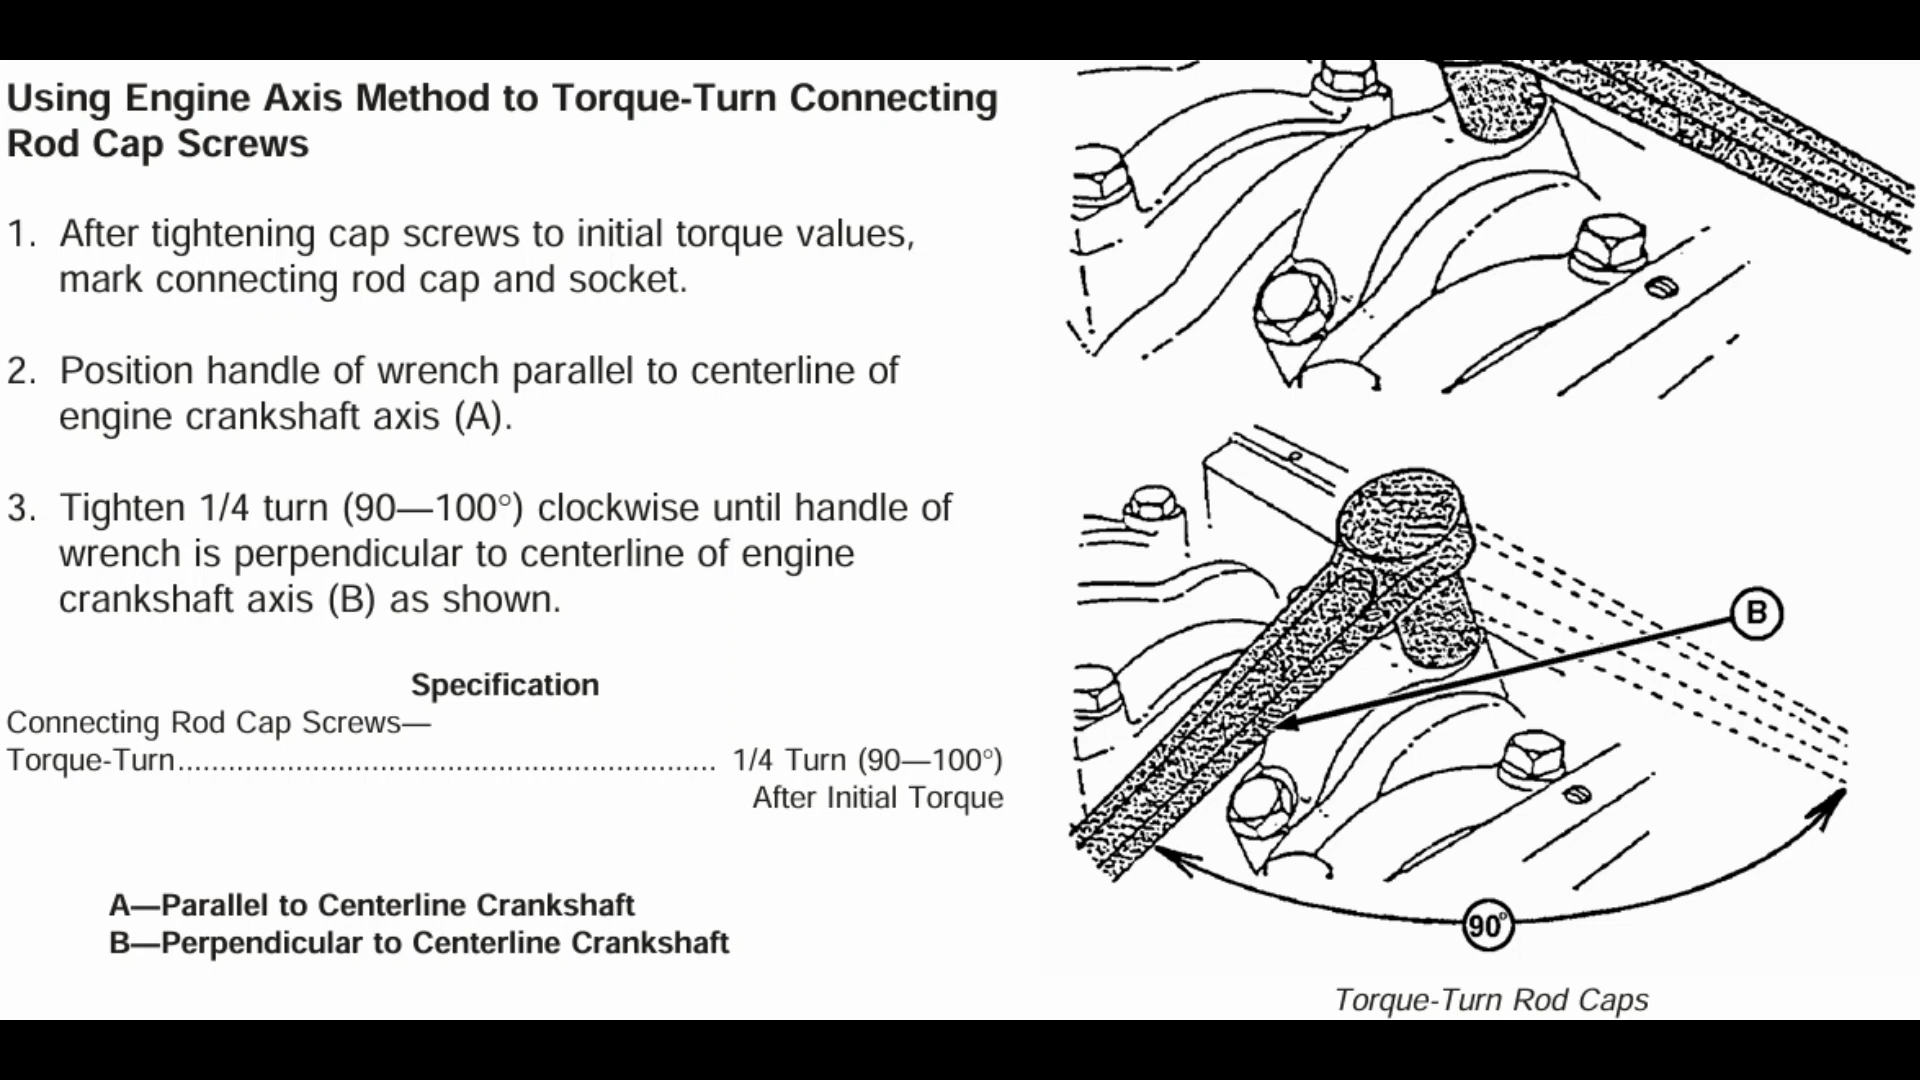 Using Engine Axis Method to Torque-Turn Connecting
Rod Cap Screws
1. After tightening cap screws to initial torque values,
mark connecting rod cap and socket.
2. Position handle of wrench parallel to centerline of
engine crankshaft axis (A).
3. Tighten 1/4 turn (90—100°) clockwise until handle of
wrench is perpendicular to centerline of engine
crankshaft axis (B) as shown.
Specification
Connecting Rod Cap Screws—
Torque-Turn................................................................ 1/4 Turn (90—100°)
After Initial Torque
A—Parallel to Centerline Crankshaft
B—Perpendicular to Centerline Crankshaft
B
90°
Torque-Turn Rod Caps